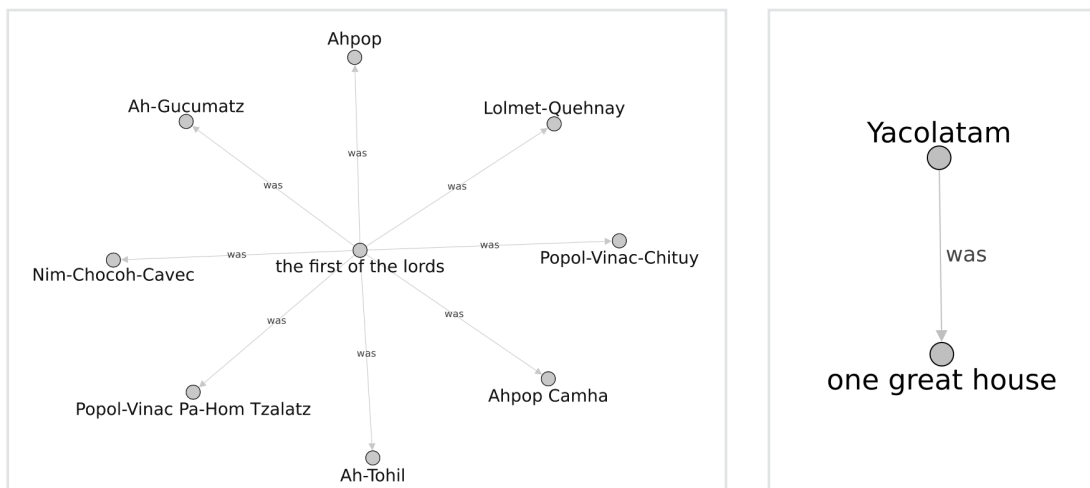 Ahpop
Ah-Gucumatz
Lolmet-Quehnay
was
was
was
was
was
Nim-Chocoh-Cavec
the first of the lords
Popol-Vinac-Chituy
was
was
was
Popol-Vinac Pa-Hom Tzalatz
Ahpop Camha
Ah-Tohil
Yacolatam
was
one great house